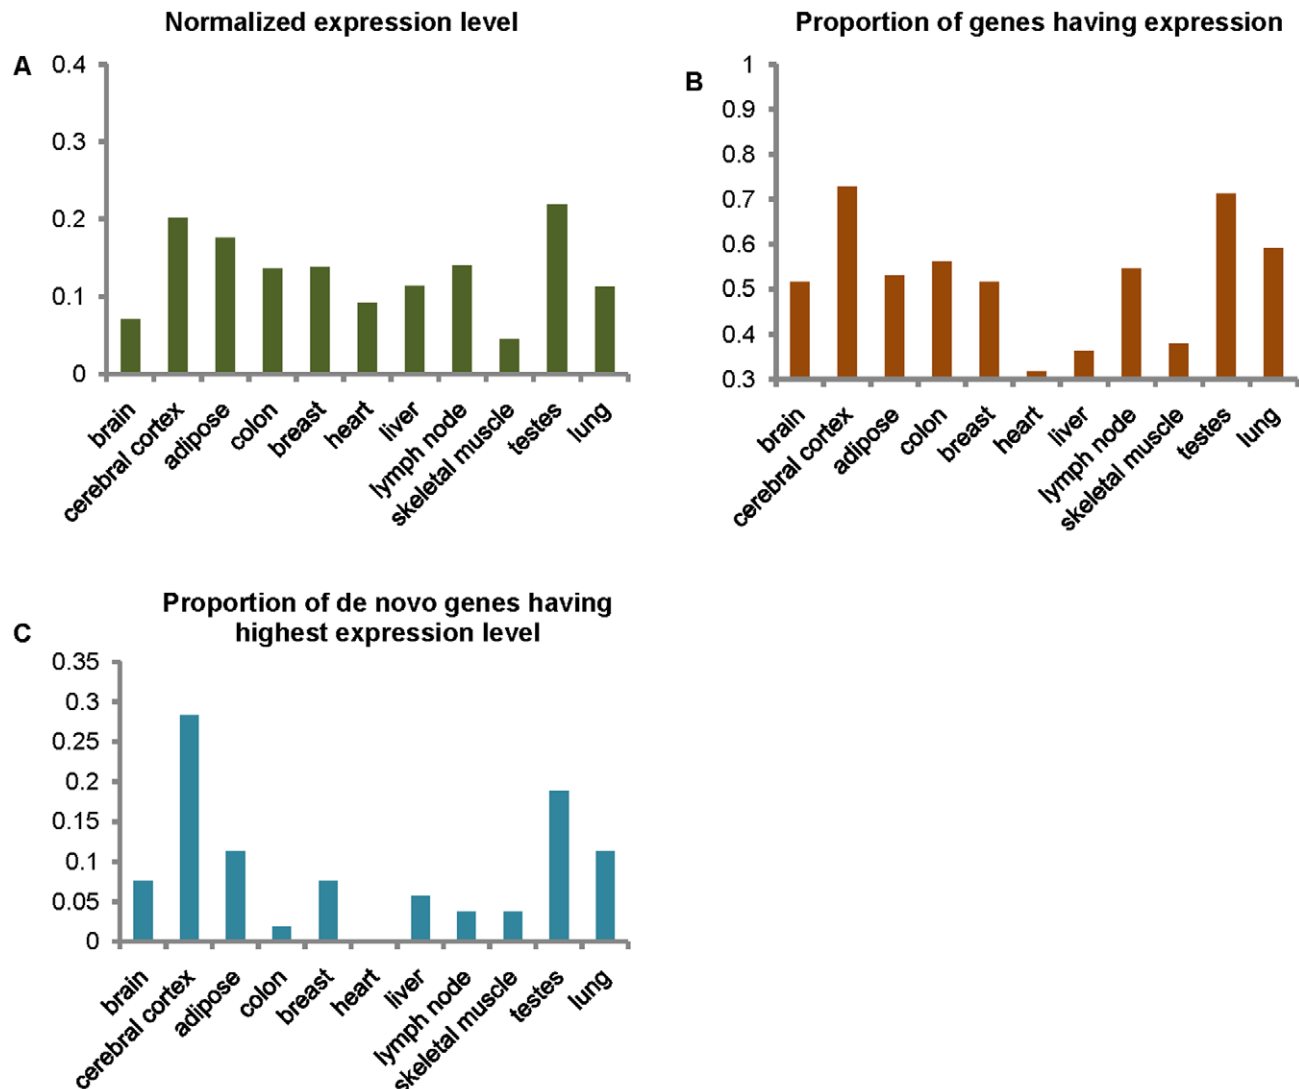 Normalized expression level
A
0.4
0.3
0.2
0.1
0
brain
cerebral cortex
adipose
colon
breast
heart
liver
lymph node
skeletal muscle
testes
lung
Proportion of genes having expression
B
1
0.9
0.8
0.7
0.6
0.5
0.4
0.3
brain
cerebral cortex
adipose
colon
breast
heart
liver
lymph node
skeletal muscle
testes
lung
Proportion of de novo genes having
highest expression level
C
0.35
0.3
0.25
0.2
0.15
0.1
0.05
0
brain
cerebral cortex
adipose
colon
breast
heart
liver
lymph node
skeletal muscle
testes
lung